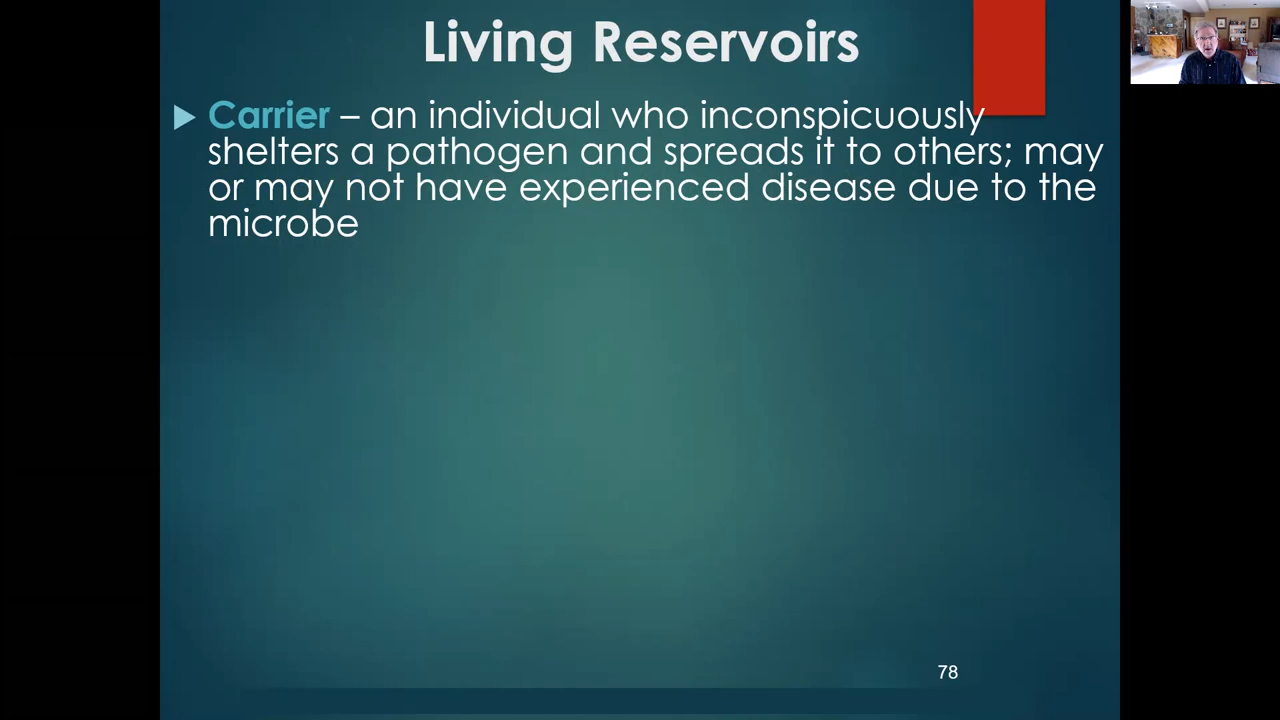 Living Reservoirs
Carrier – an individual who inconspicuously
shelters a pathogen and spreads it to others; may
or may not have experienced disease due to the
microbe
78